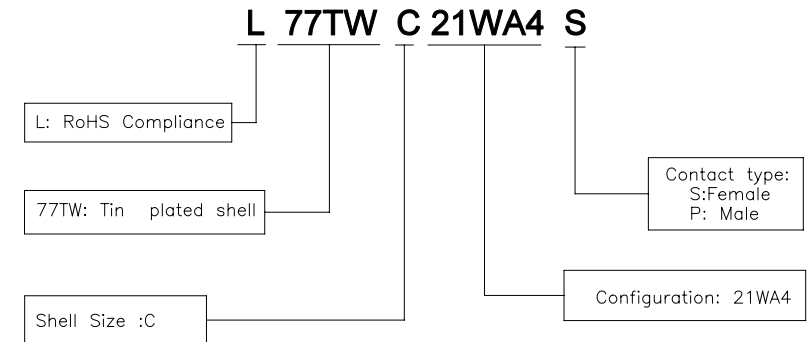 L 77TW C 21WA4 S
L: RoHS Compliance
77TW: Tin plated shell
Contact type:
S:Female
P: Male
Configuration: 21WA4
Shell Size :C